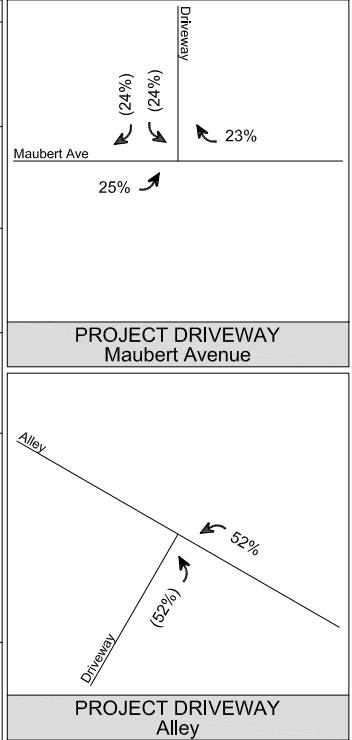 Driveway
(24%)
(24%)
23%
Maubert Ave
25%
PROJECT DRIVEWAY
Maubert Avenue
Alley
52%
(52%)
Driveway
PROJECT DRIVEWAY
Alley